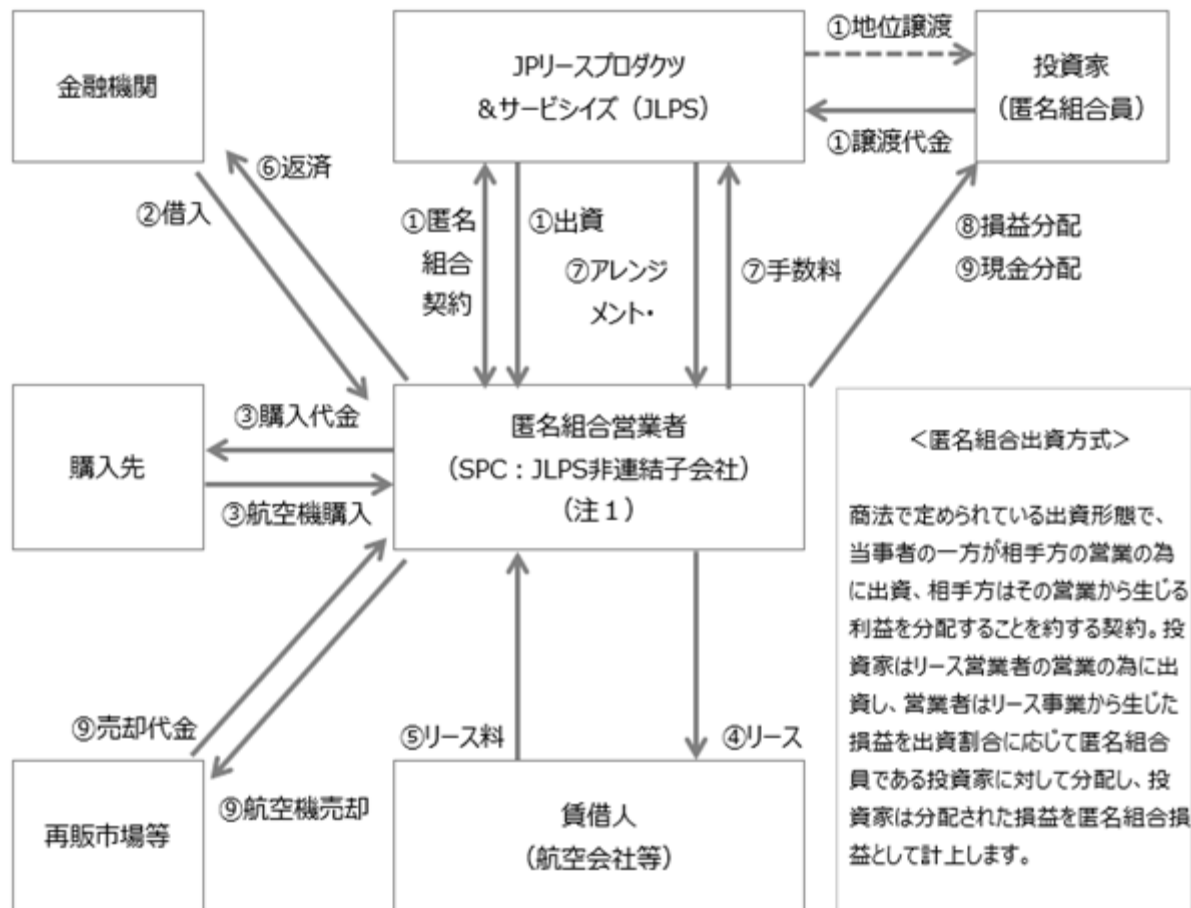 金融機関
JPリースプロダクツ
&サービシイズ（JLPS）
①地位譲渡
投資家
（匿名組合員）
①譲渡代金
⑥返済
②借入
①匿名
組合
契約
①出資
⑦アレンジ
メント・
⑦手数料
⑧損益分配
⑨現金分配
購入先
③購入代金
③航空機購入
匿名組合営業者
（SPC：JLPS非連結子会社）
（注１）
＜匿名組合出資方式＞
商法で定められている出資形態で、
当事者の一方が相手方の営業の為
に出資、相手方はその営業から生じる
利益を分配することを約する契約。投
資家はリース営業者の営業の為に出
資し、営業者はリース事業から生じた
損益を出資割合に応じて匿名組合
員である投資家に対して分配し、投
資家は分配された損益を匿名組合損
益として計上します。
⑨売却代金
⑨航空機売却
⑤リース料
④リース
再販市場等
賃借人
（航空会社等）